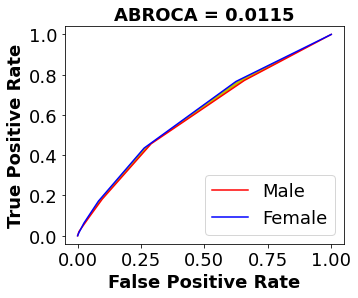 ABROCA = 0.0115
True Positive Rate
1.0
0.8
0.6
0.4
0.2
0.0
Male
Female
0.00 0.25 0.50 0.75 1.00
False Positive Rate